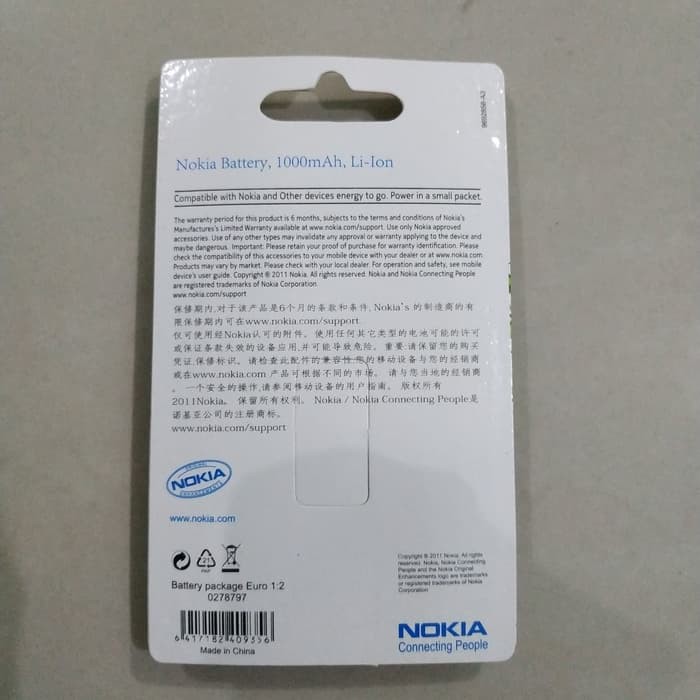 9692858-A3
Nokia Battery, 1000mAh, Li-Ion
Compatible with Nokia and Other devices energy to go. Power in a small packet.
The warranty period for this product is 6 months, subjects to the terms and conditions of Nokia's
Manufactures's Limited Warranty available at www.nokia.com/support. Use only Nokia approved
accessories. Use of any other types may invalidate any approval or warranty applying to the device and
maybe dangerous. Important: Please retain your proof of purchase for warranty identification. Please
check the compatibility of this accessories to your mobile device with your dealer or at www.nokia.com
Products may vary by market. Please check with your local dealer. For operation and safety, see mobile
device's user guide. Copyright © 2011 Nokia. All rights reserved. Nokia and Nokia Connecting People
are registered trademarks of Nokia Corporation.
www.nokia.com/support
保修期内,对于该产品是6个月的条款和条件, Nokia's 的制造商的有
限保修期内可在www.nokia.com/support
仅可使用经Nokia认可的附件。 使用任何其它类型的电池可能的许可
或保证条款失效的设备应用,并可能导致危险。 重要:请保留您的购买
凭证,保修标识。 请检查此配件的兼容性,您的移动设备与您的经销商
或在www.nokia.com 产品可根据不同的市场。 请与您当地的经销商
。 一个安全的操作,请参阅移动设备的用户指南。 版权所有
2011Nokia。 保留所有权利。 Nokia / Nokia Connecting People是
诺基亚公司的注册商标。
www.nokia.com/support
ORIGINAL
NOKIA
ENHANCEMENTS
www.nokia.com
21
PAP
Battery package Euro 1:2
0278797
6 417182 409356
Made in China
Copyright © 2011 Nokia. All rights
reserved. Nokia, Nokia Connecting
People and the Nokia Original
Enhancements logo are trademarks
or registered trademarks of Nokia
Corporation
NOKIA
Connecting People